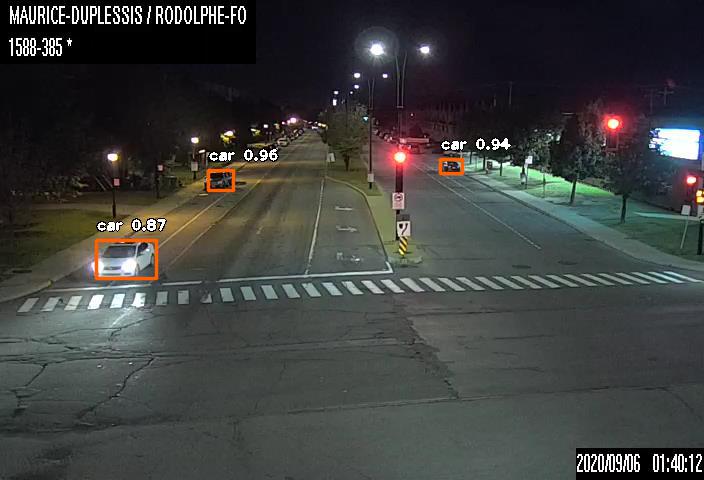 MAURICE-DUPLESSIS / RODOLPHE-FO
1588-385 *
car 0.94
car 0.96
car 0.87
2020/09/06 01:40:12